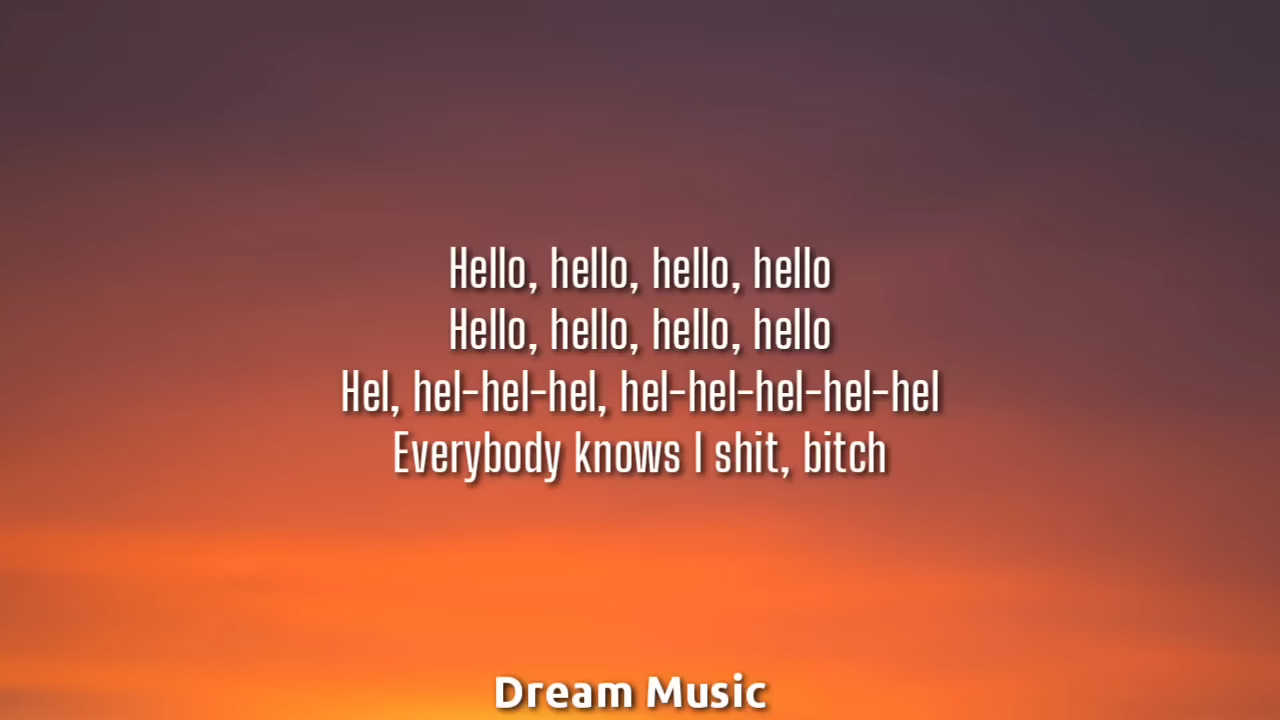 Hello, hello, hello, hello
Hello, hello, hello, hello
Hel, hel-hel-hel, hel-hel-hel-hel-hel
Everybody knows I shit, bitch
Dream Music